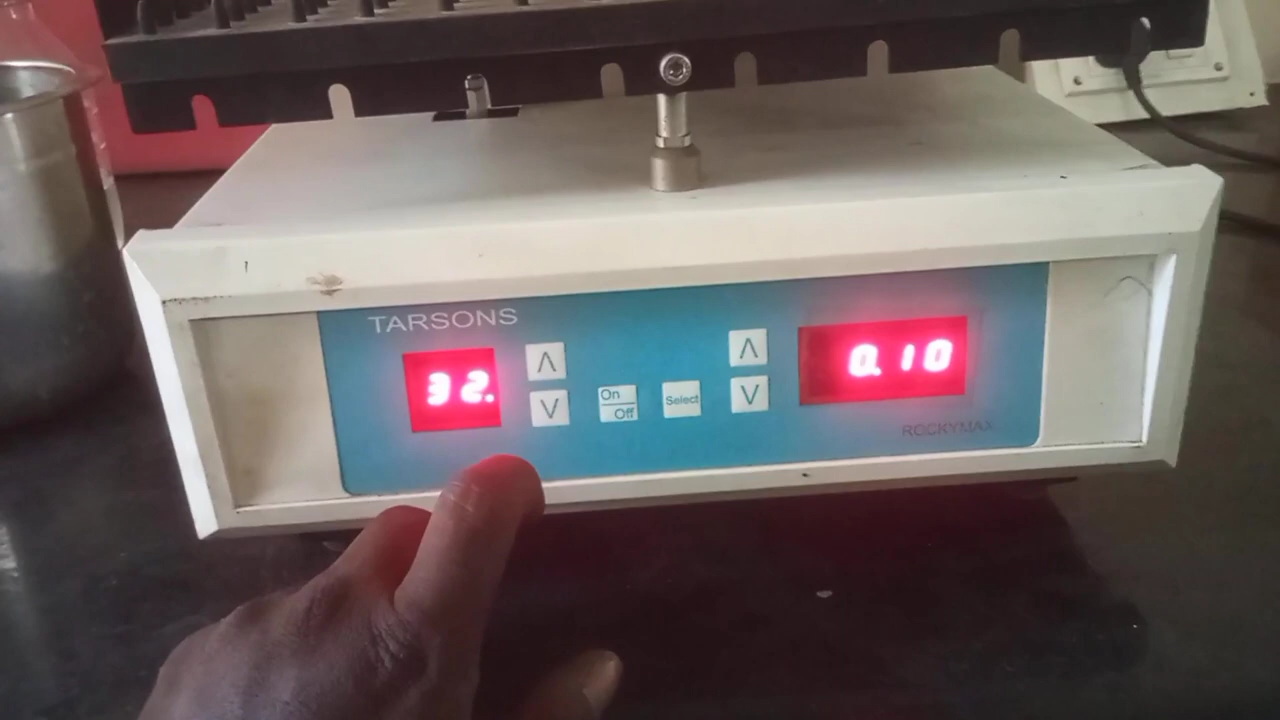 TARSONS
32.
Λ
V
On
Off
Select
Λ
V
0.10
ROCKYMAX